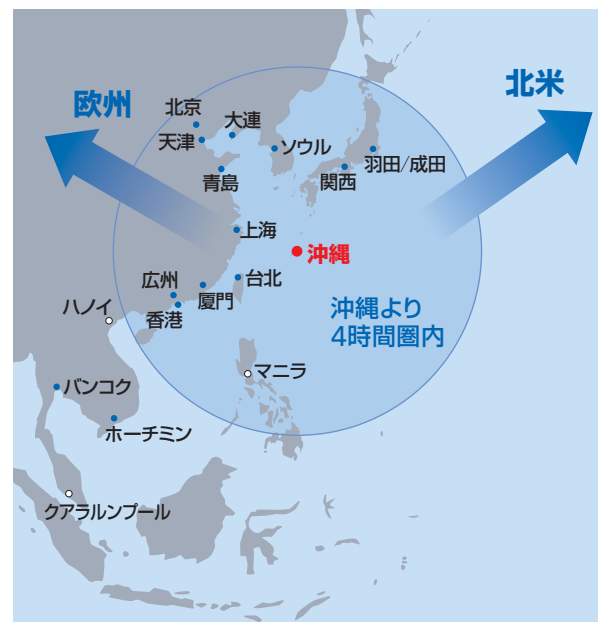 欧州
北米
北京
大連
天津
ソウル
羽田/成田
青島
関西
上海
沖縄
台北
広州
厦門
香港
ハノイ
沖縄より
4時間圏内
マニラ
バンコク
ホーチミン
クアラルンプール